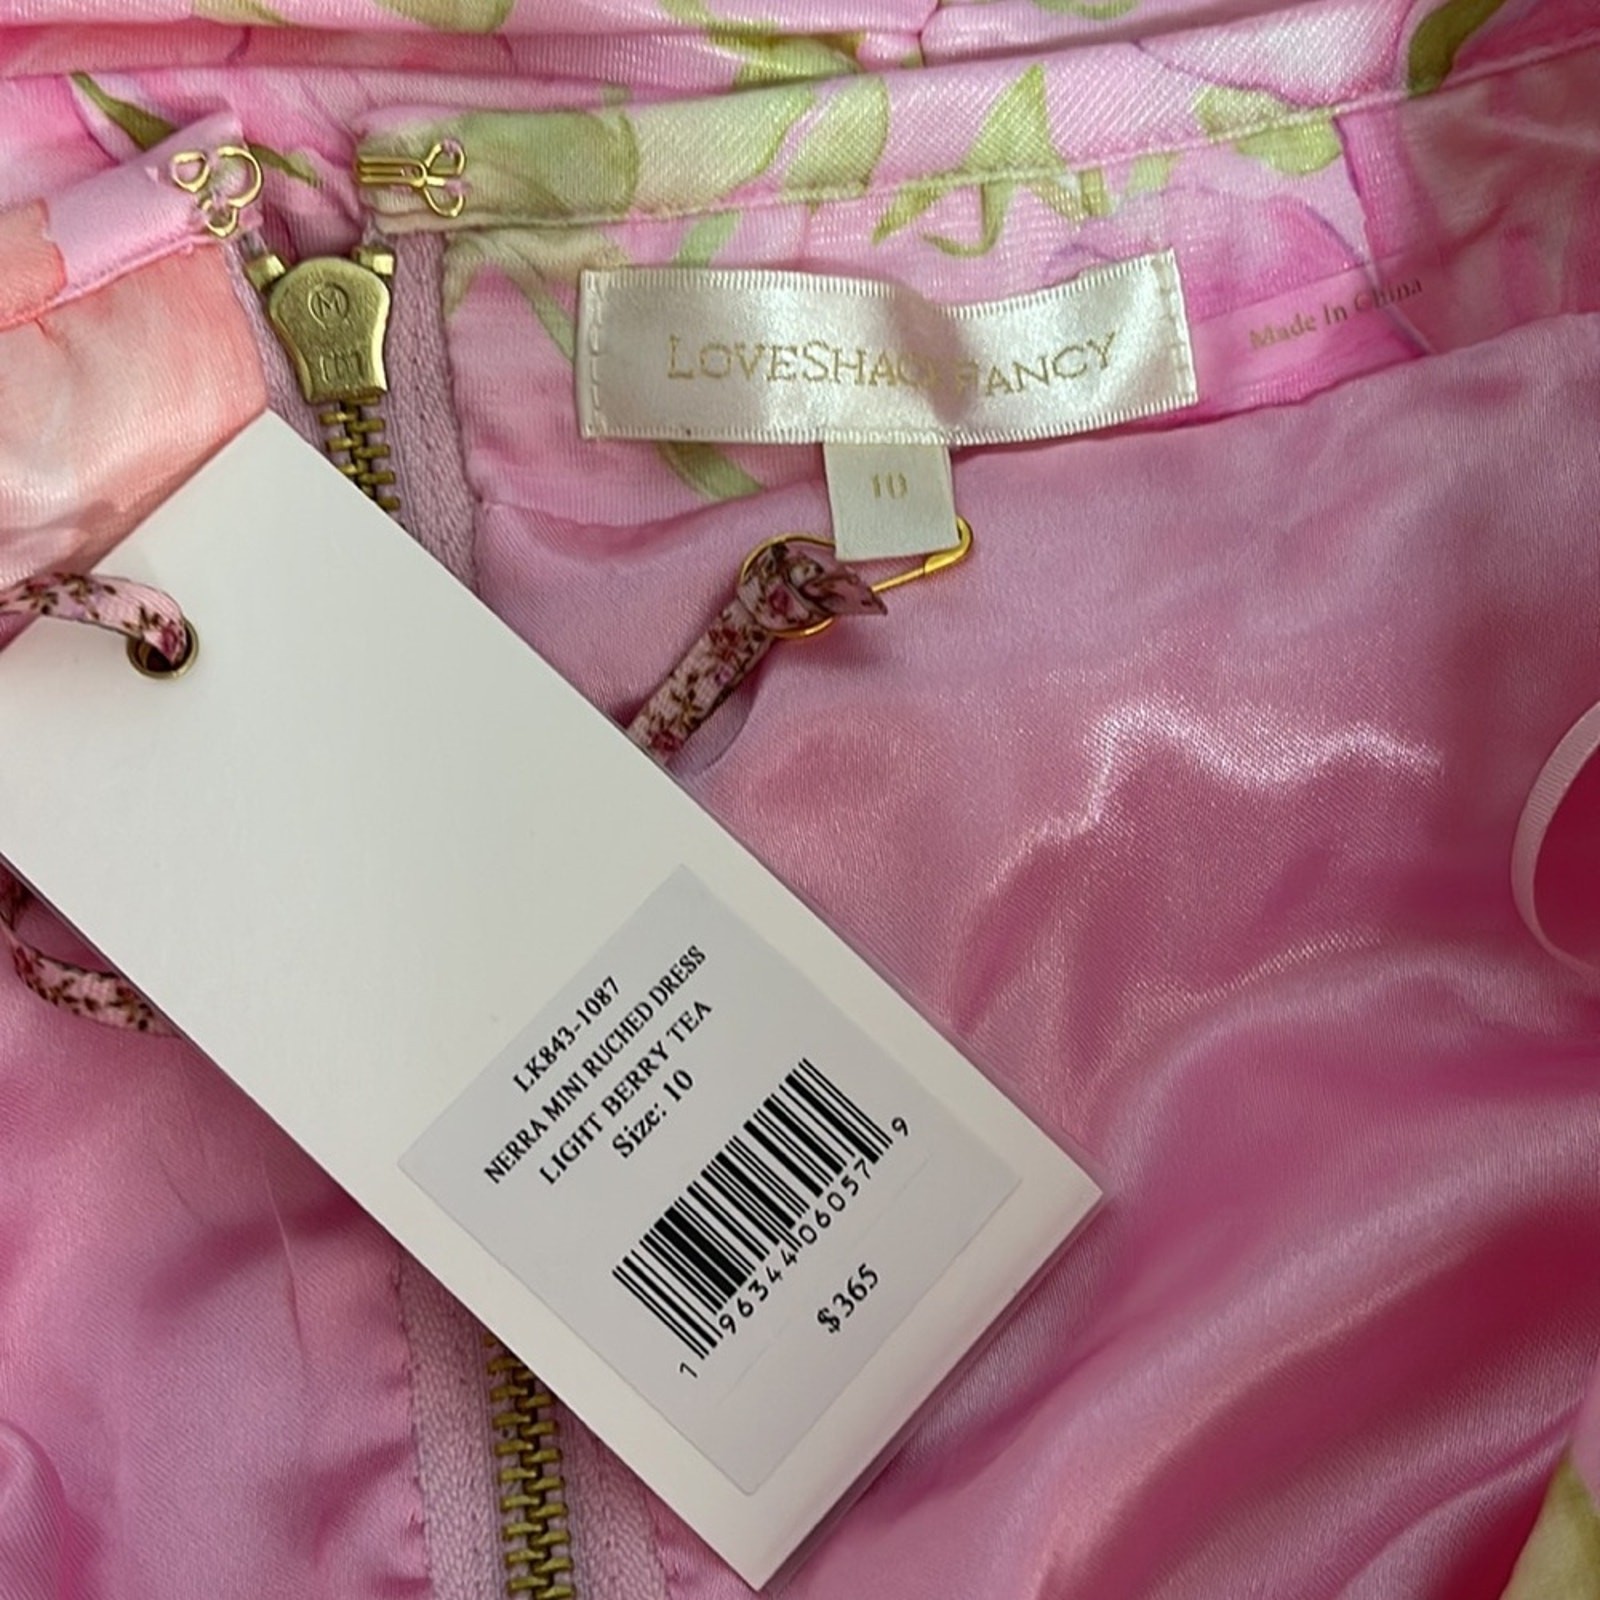 LOVESHACKFANCY
Made In China
10
LK843-1087
NERRA MINI RUCHED DRESS
LIGHT BERRY TEA
Size: 10
1 96344 06057 9
$365
M